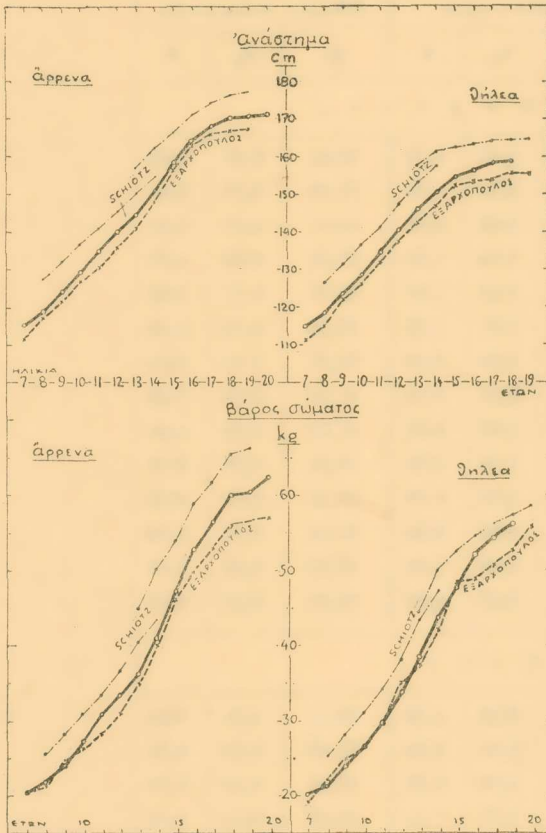 Ἀνάστημα
cm
ἄρρενα
θήλεα
180
170
160
150
140
130
120
110
SCHIOTZ
ΕΞΑΡΧΟΠΟΥΛΟΣ
SCHIOTZ
ΕΞΑΡΧΟΠΟΥΛΟΣ
ΗΛΙΚΙΑ
7-8-9-10-11-12-13-14-15-16-17-18-19-20
7-8-9-10-11-12-13-14-15-16-17-18-19
ΕΤΩΝ
Βάρος σώματος
kg
ἄρρενα
θήλεα
60
50
40
30
20
SCHIOTZ
ΕΞΑΡΧΟΠΟΥΛΟΣ
SCHIOTZ
ΕΞΑΡΧΟΠΟΥΛΟΣ
ΕΤΩΝ 10 15 20 7 10 15 20